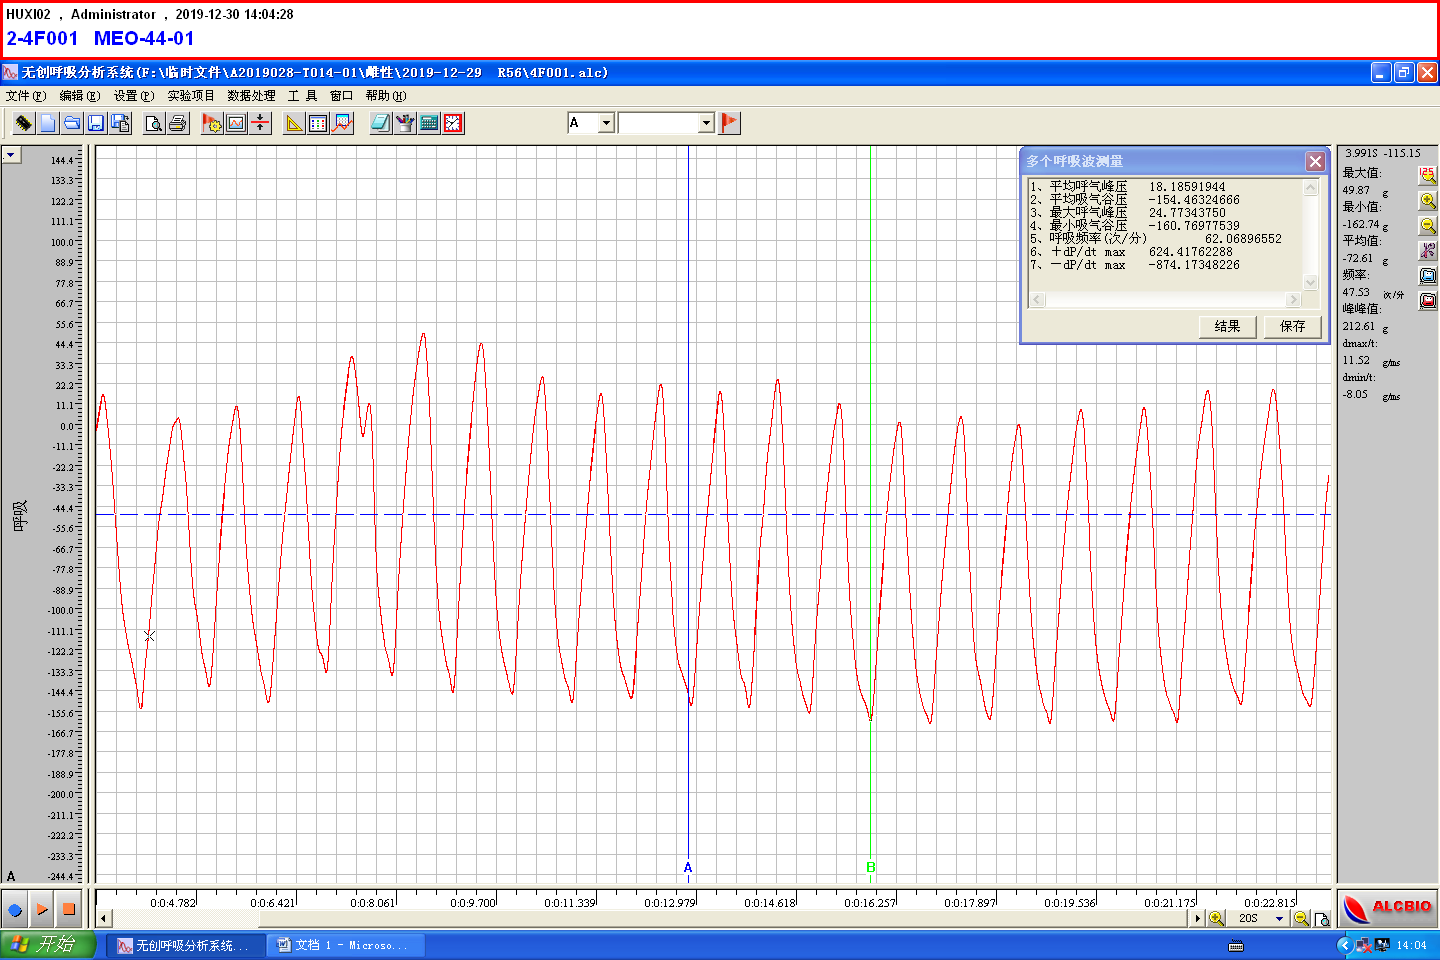 HUXI02 , Administrator , 2019-12-30 14:04:28
2-4F001 MEO-44-01
无创呼吸分析系统(F:\临时文件\A2019028-T014-01\雌性\2019-12-29 R56\4F001.alc)
文件(F) 编辑(E) 设置(P) 实验项目 数据处理 工 具 窗口 帮助(H)
A
144.4
133.3
122.2
111.1
100.0
88.9
77.8
66.7
55.6
44.4
33.3
22.2
11.1
0.0
-11.1
-22.2
-33.3
-44.4
-55.6
-66.7
-77.8
-88.9
-100.0
-111.1
-122.2
-133.3
-144.4
-155.6
-166.7
-177.8
-188.9
-200.0
-211.1
-222.2
-233.3
-244.4
呼吸
A
A
B
多个呼吸波测量
1、平均呼气峰压 18.18591944
2、平均吸气谷压 -154.46324666
3、最大呼气峰压 24.77343750
4、最小吸气谷压 -160.76977539
5、呼吸频率(次/分) 62.06896552
6、＋dP/dt max 624.41762288
7、－dP/dt max -874.17348226
结果 保存
3.991S -115.15
最大值:
49.87 g
最小值:
-162.74 g
平均值:
-72.61 g
频率:
47.53 次/分
峰峰值:
212.61 g
dmax/t:
11.52 g/ms
dmin/t:
-8.05 g/ms
125
0:0:4.782 0:0:6.421 0:0:8.061 0:0:9.700 0:0:11.339 0:0:12.979 0:0:14.618 0:0:16.257 0:0:17.897 0:0:19.536 0:0:21.175 0:0:22.815
20S
ALCBIO
开始 无创呼吸分析系统... 文档 1 - Microso... 14:04